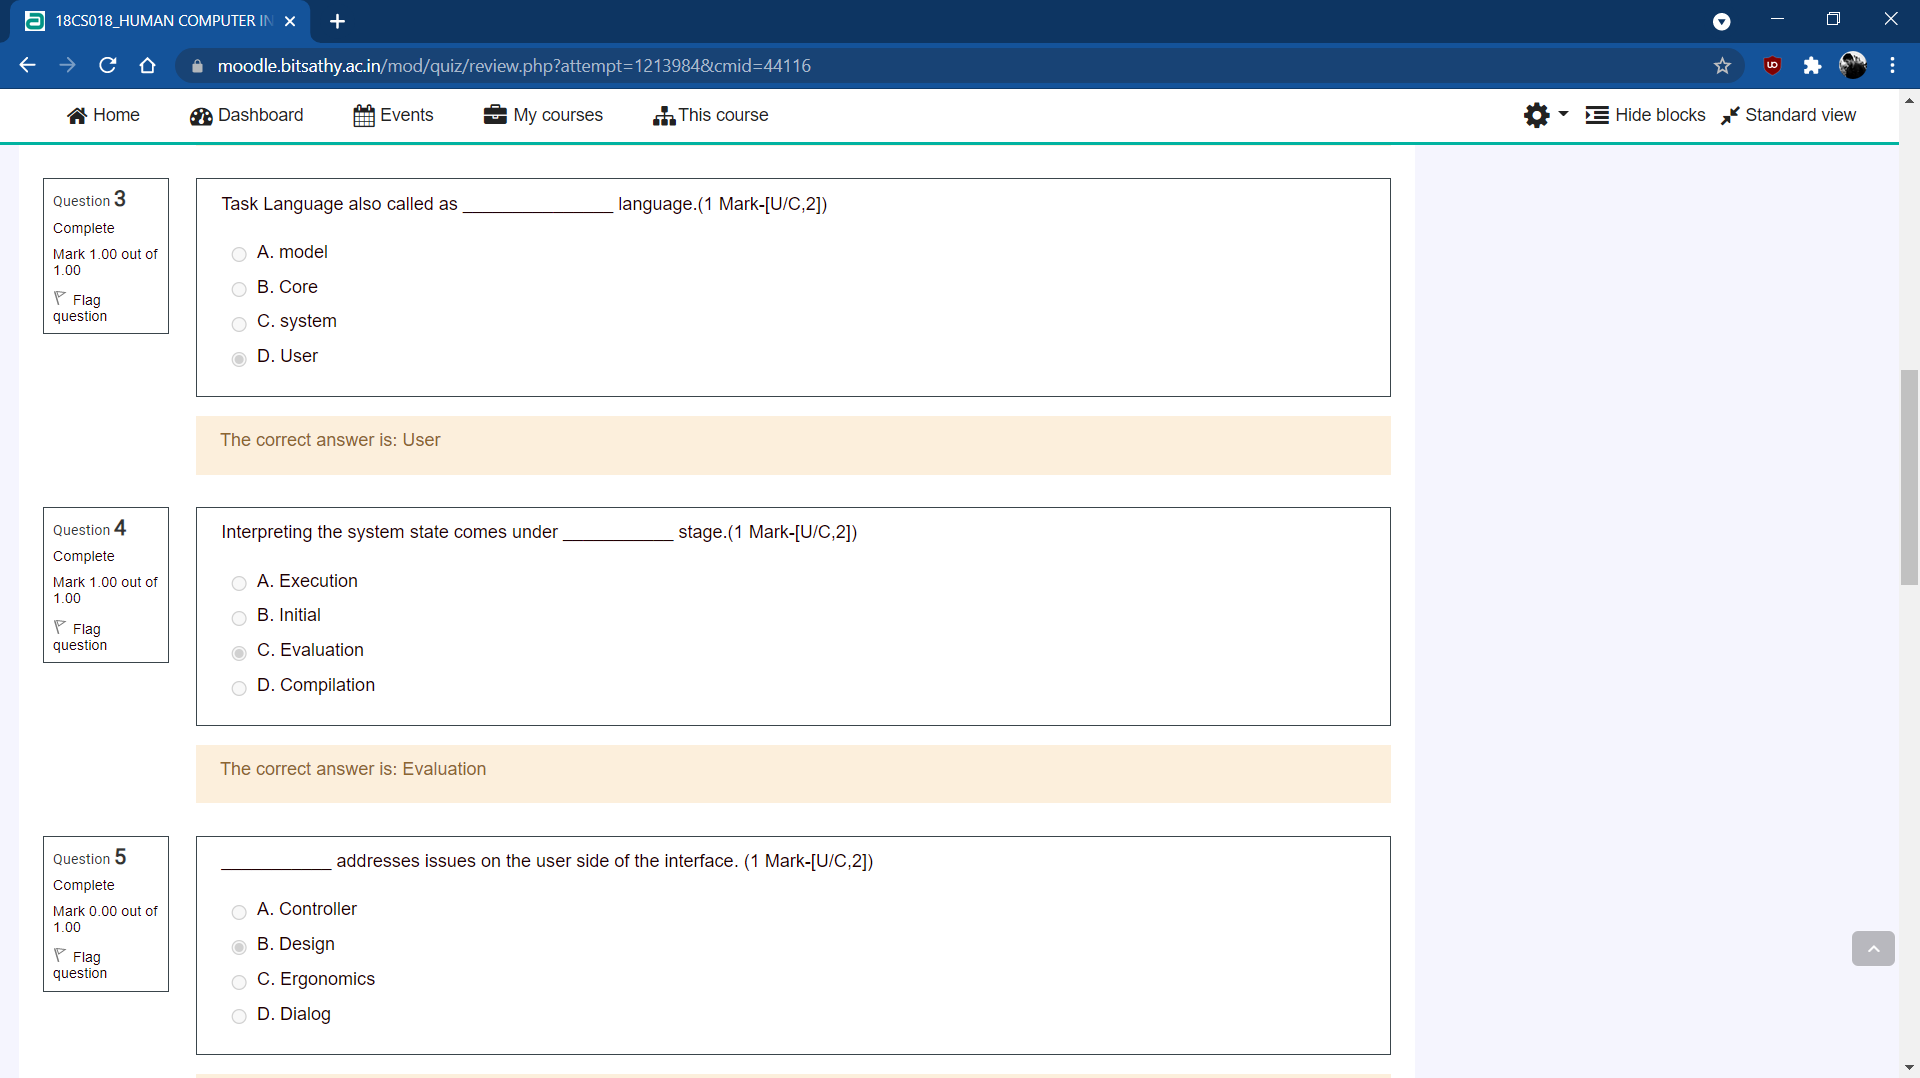 18CS018_HUMAN COMPUTER IN
moodle.bitsathy.ac.in/mod/quiz/review.php?attempt=1213984&cmid=44116
Home Dashboard Events My courses This course Hide blocks Standard view
Question 3
Complete
Mark 1.00 out of
1.00
Flag
question
Task Language also called as _______________ language.(1 Mark-[U/C,2])
A. model
B. Core
C. system
D. User
The correct answer is: User
Question 4
Complete
Mark 1.00 out of
1.00
Flag
question
Interpreting the system state comes under ___________ stage.(1 Mark-[U/C,2])
A. Execution
B. Initial
C. Evaluation
D. Compilation
The correct answer is: Evaluation
Question 5
Complete
Mark 0.00 out of
1.00
Flag
question
___________ addresses issues on the user side of the interface. (1 Mark-[U/C,2])
A. Controller
B. Design
C. Ergonomics
D. Dialog